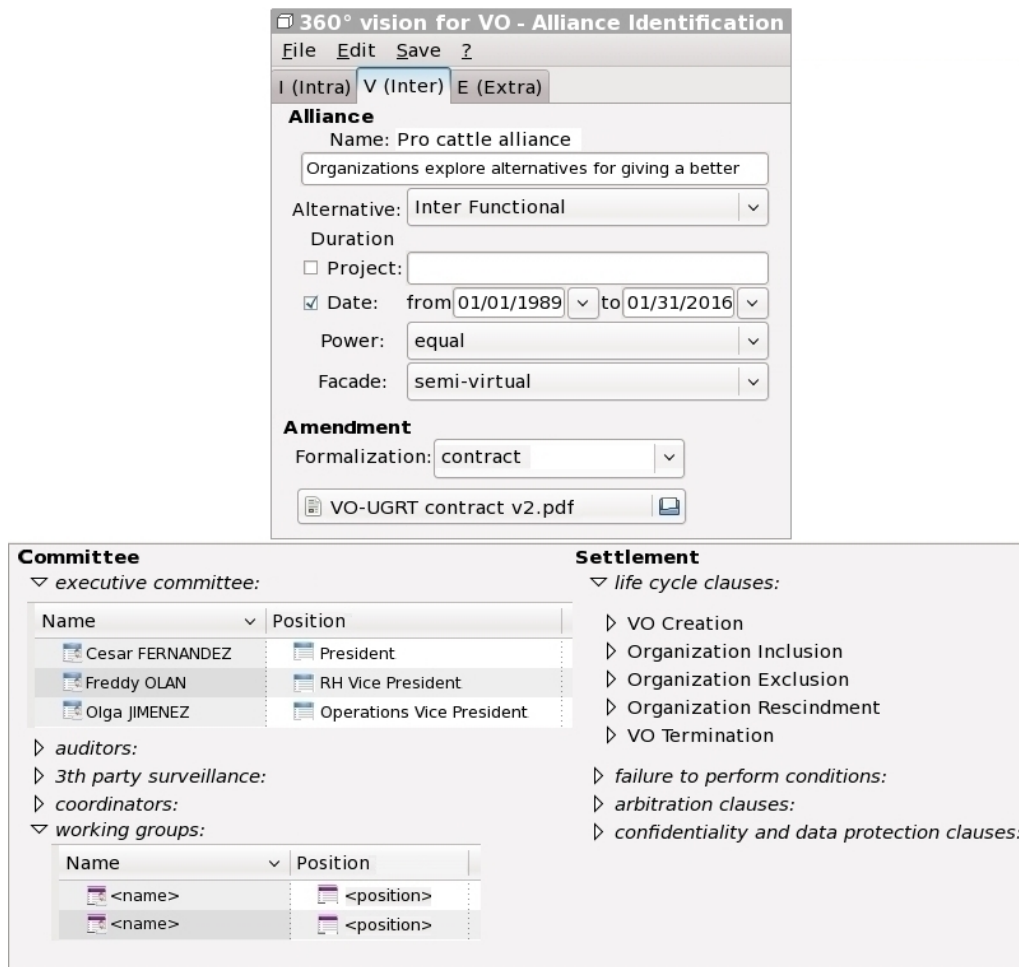 360° vision for VO - Alliance Identification
File Edit Save ?
I (Intra) V (Inter) E (Extra)
Alliance
Name: Pro cattle alliance
Organizations explore alternatives for giving a better
Alternative: Inter Functional
Duration
Project:
Date: from 01/01/1989 to 01/31/2016
Power: equal
Facade: semi-virtual
Amendment
Formalization: contract
VO-UGRT contract v2.pdf
Committee
executive committee:
Name Position
Cesar FERNANDEZ President
Freddy OLAN RH Vice President
Olga JIMENEZ Operations Vice President
auditors:
3th party surveillance:
coordinators:
working groups:
Name Position
<name> <position>
<name> <position>
Settlement
life cycle clauses:
VO Creation
Organization Inclusion
Organization Exclusion
Organization Rescindment
VO Termination
failure to perform conditions:
arbitration clauses:
confidentiality and data protection clauses: